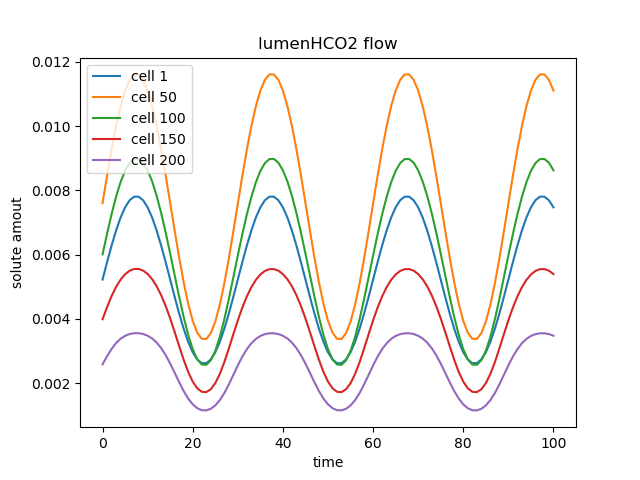 lumenHCO2 flow
cell 1
cell 50
cell 100
cell 150
cell 200
solute amout
0.012
0.010
0.008
0.006
0.004
0.002
0 20 40 60 80 100
time